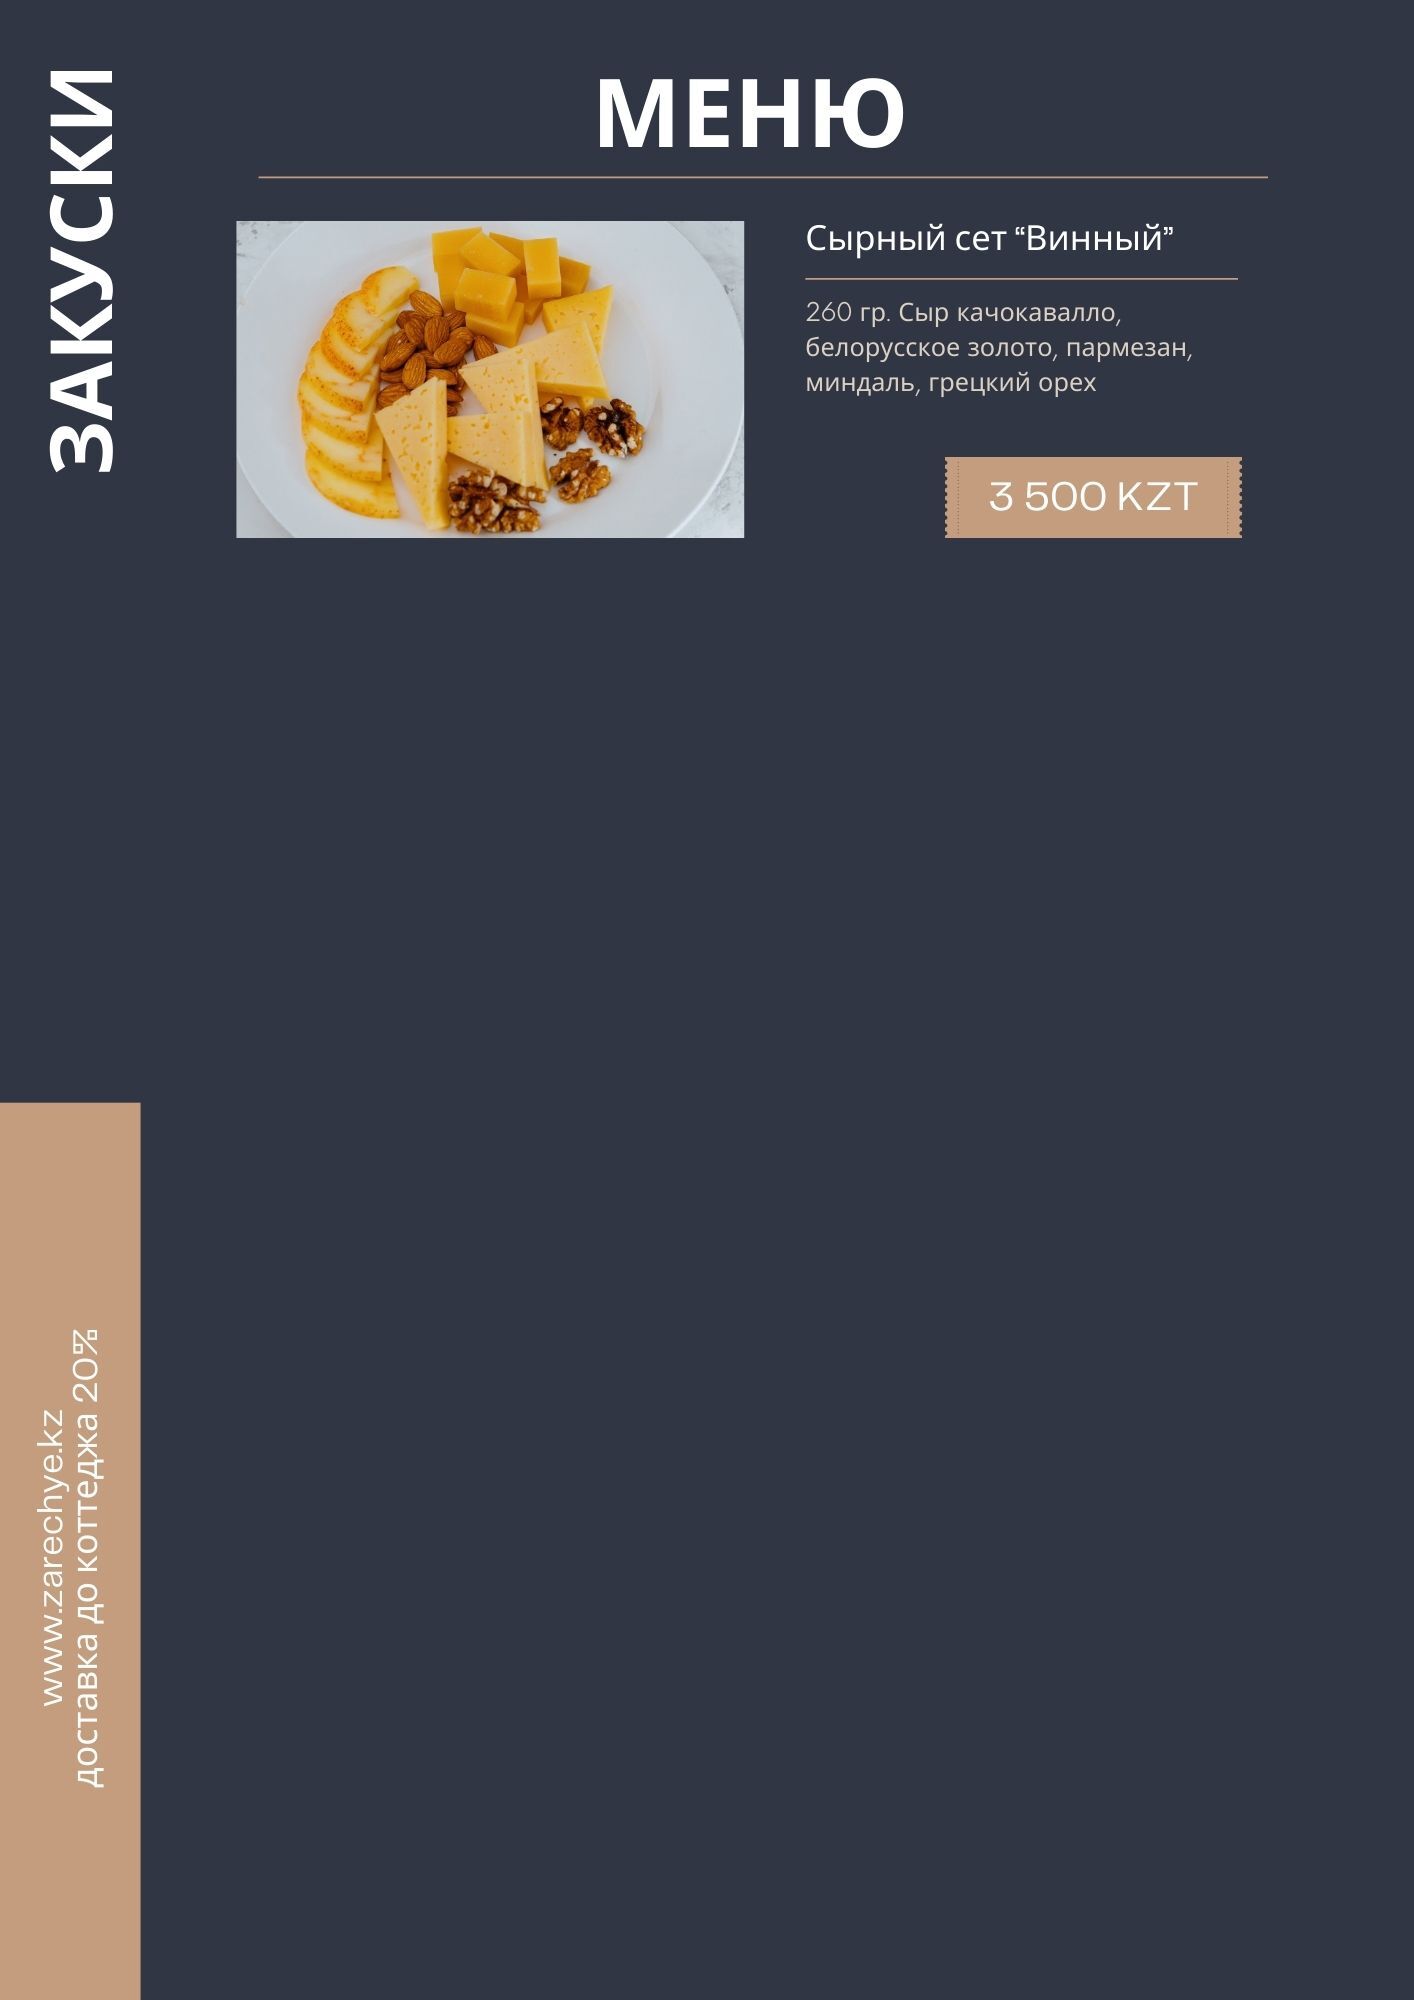 ЗАКУСКИ
МЕНЮ
Сырный сет “Винный”
260 гр. Сыр качокавалло,
белорусское золото, пармезан,
миндаль, грецкий орех
3 500 KZT
www.zarechye.kz
доставка до коттеджа 20%